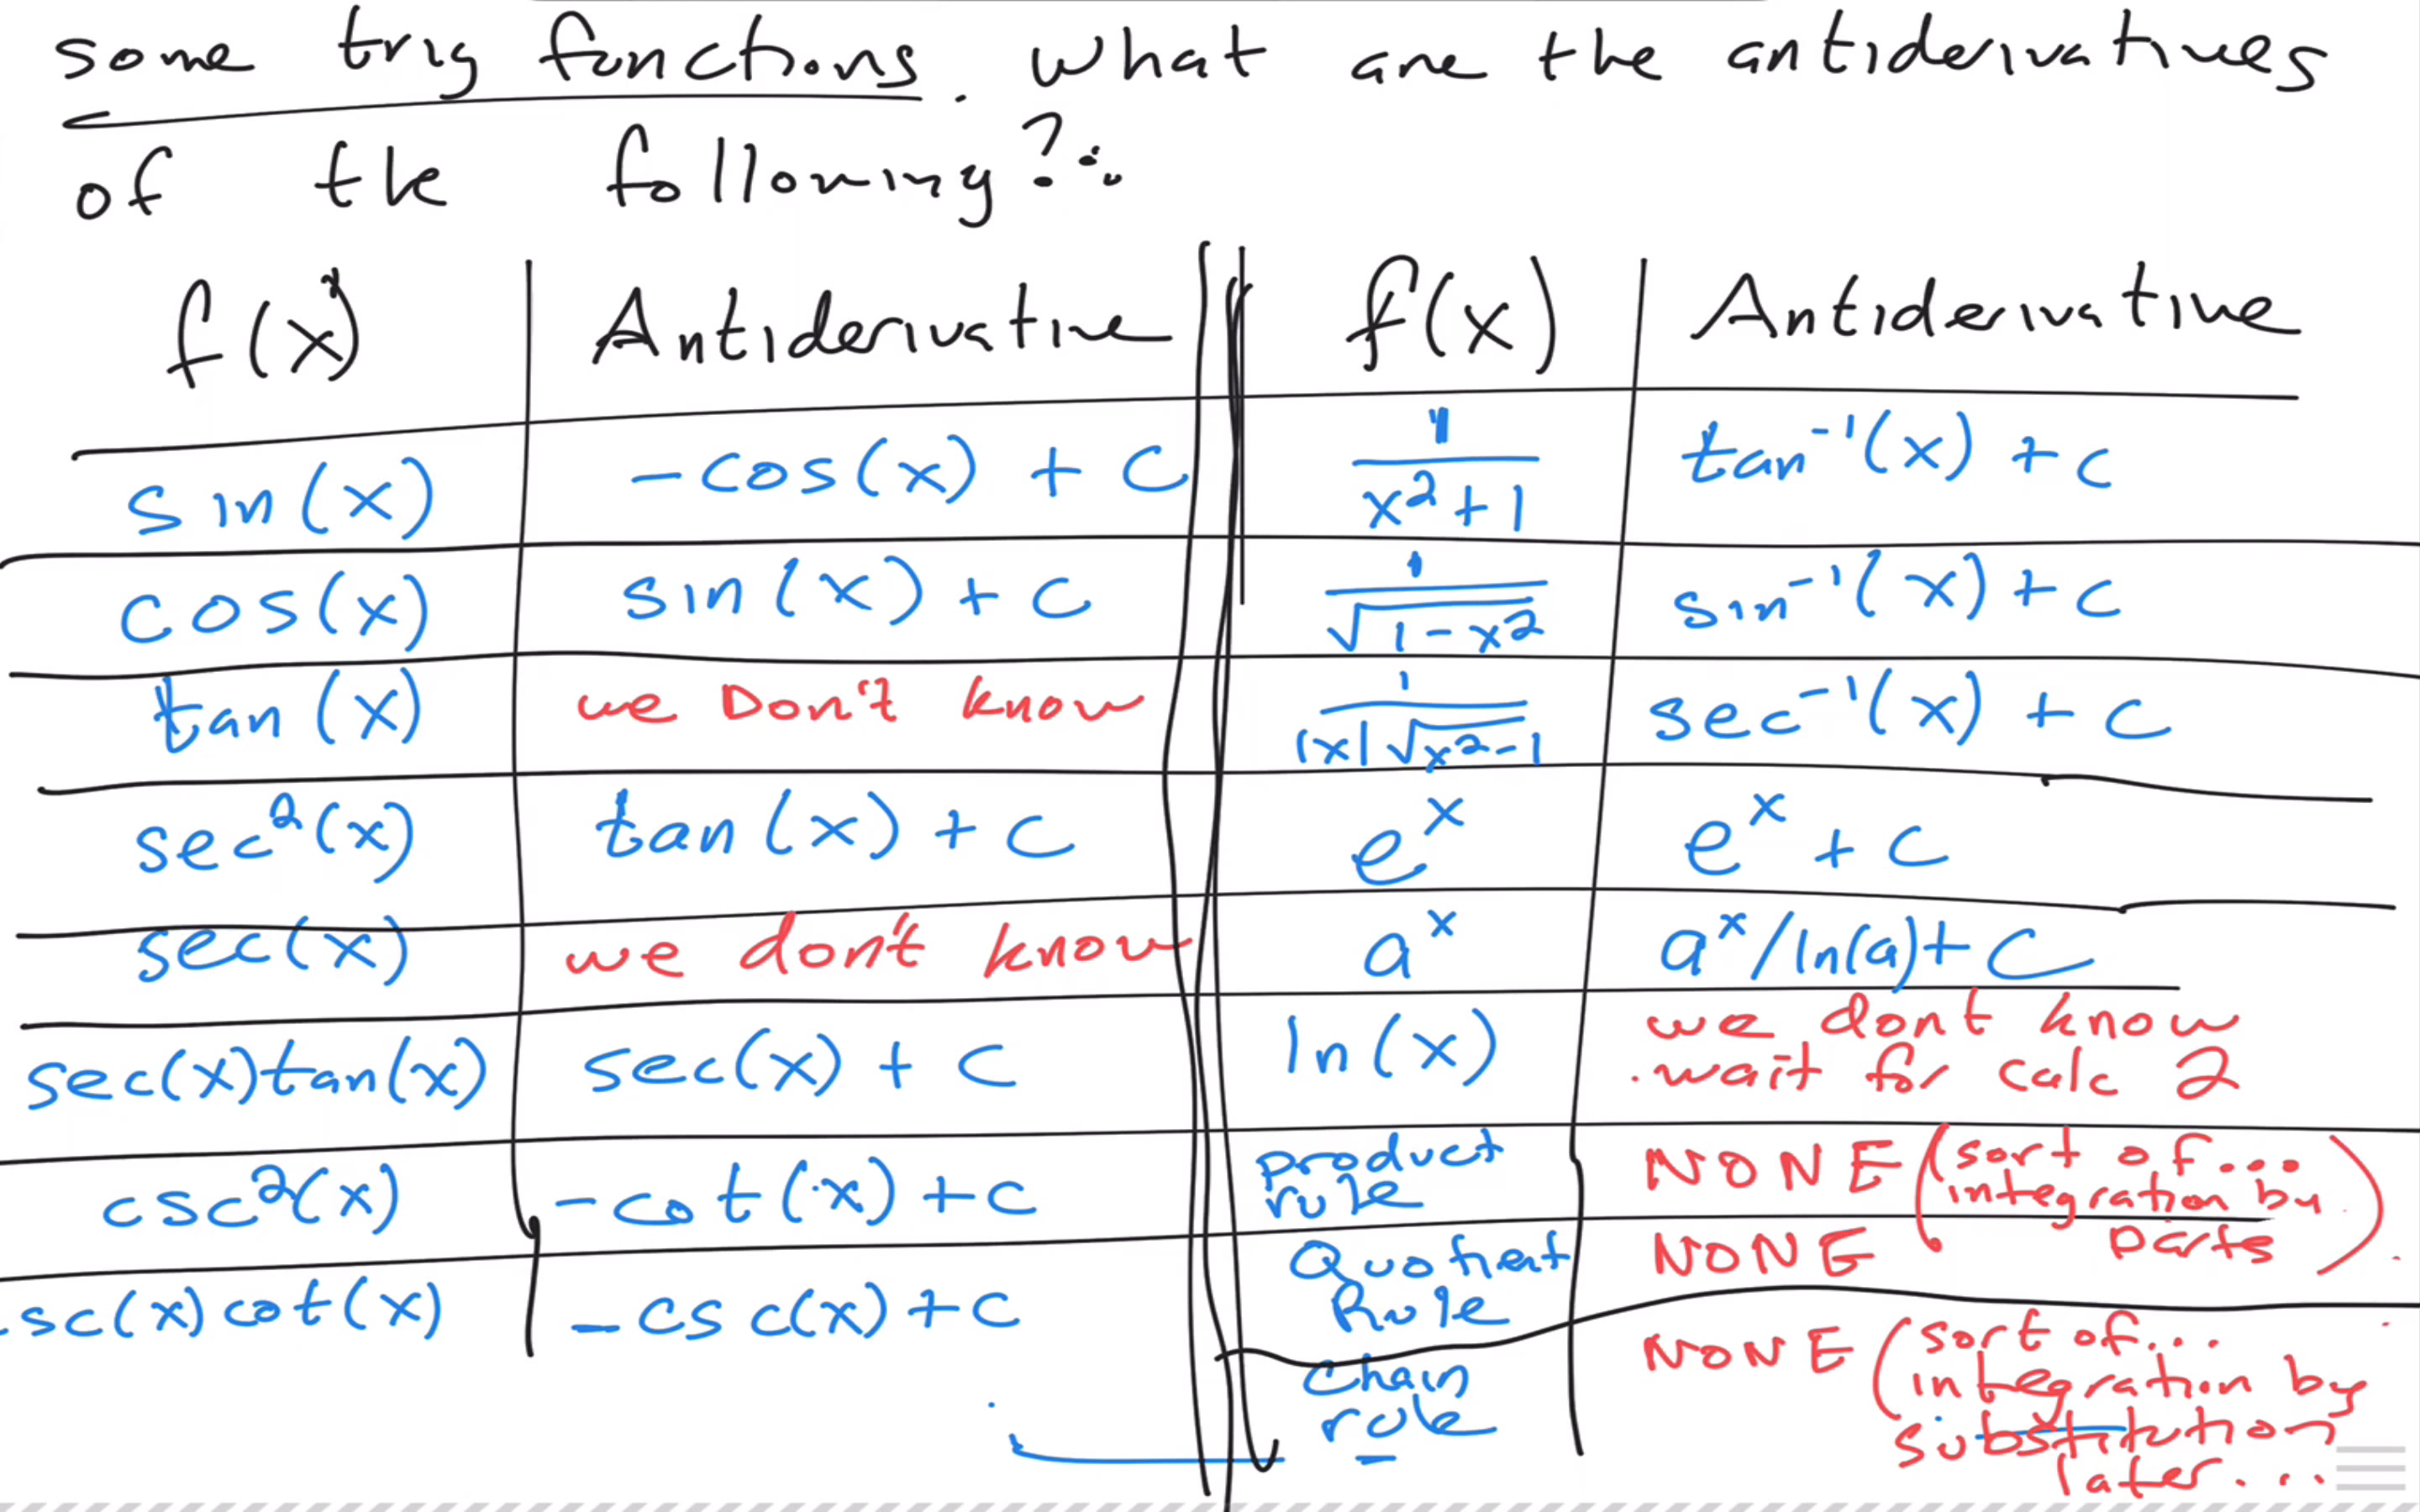 some trig functions. What are the antiderivatives
of the following?:
f(x) | Antiderivative || f(x) | Antiderivative
sin(x) | -cos(x) + C || 1/(x²+1) | tan⁻¹(x) + C
cos(x) | sin(x) + C || 1/√(1-x²) | sin⁻¹(x) + C
tan(x) | we Don't know || 1/(|x|√(x²-1)) | sec⁻¹(x) + C
sec²(x) | tan(x) + C || eˣ | eˣ + C
sec(x) | we don't know || aˣ | aˣ/ln(a) + C
sec(x)tan(x) | sec(x) + C || ln(x) | we don't know
wait for calc 2
csc²(x) | -cot(x) + C || product rule | NONE (sort of...
integration by
parts)
csc(x)cot(x) | -csc(x) + C || Quotient Rule | NONE
chain rule | NONE (sort of...
integration by
substitution
later...